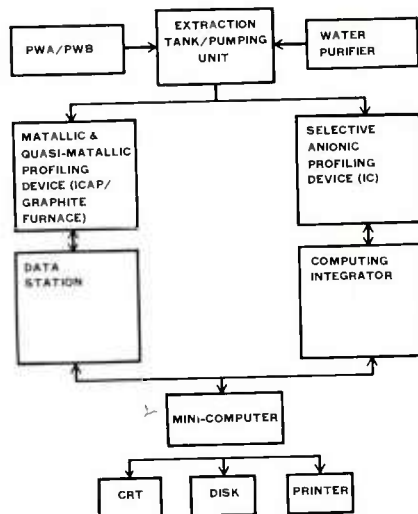 PWA/PWB
EXTRACTION
TANK/PUMPING
UNIT
WATER
PURIFIER
MATALLIC &
QUASI-MATALLIC
PROFILING
DEVICE (ICAP/
GRAPHITE
FURNACE)
SELECTIVE
ANIONIC
PROFILING
DEVICE (IC)
DATA
STATION
COMPUTING
INTEGRATOR
MINI-COMPUTER
CRT
DISK
PRINTER